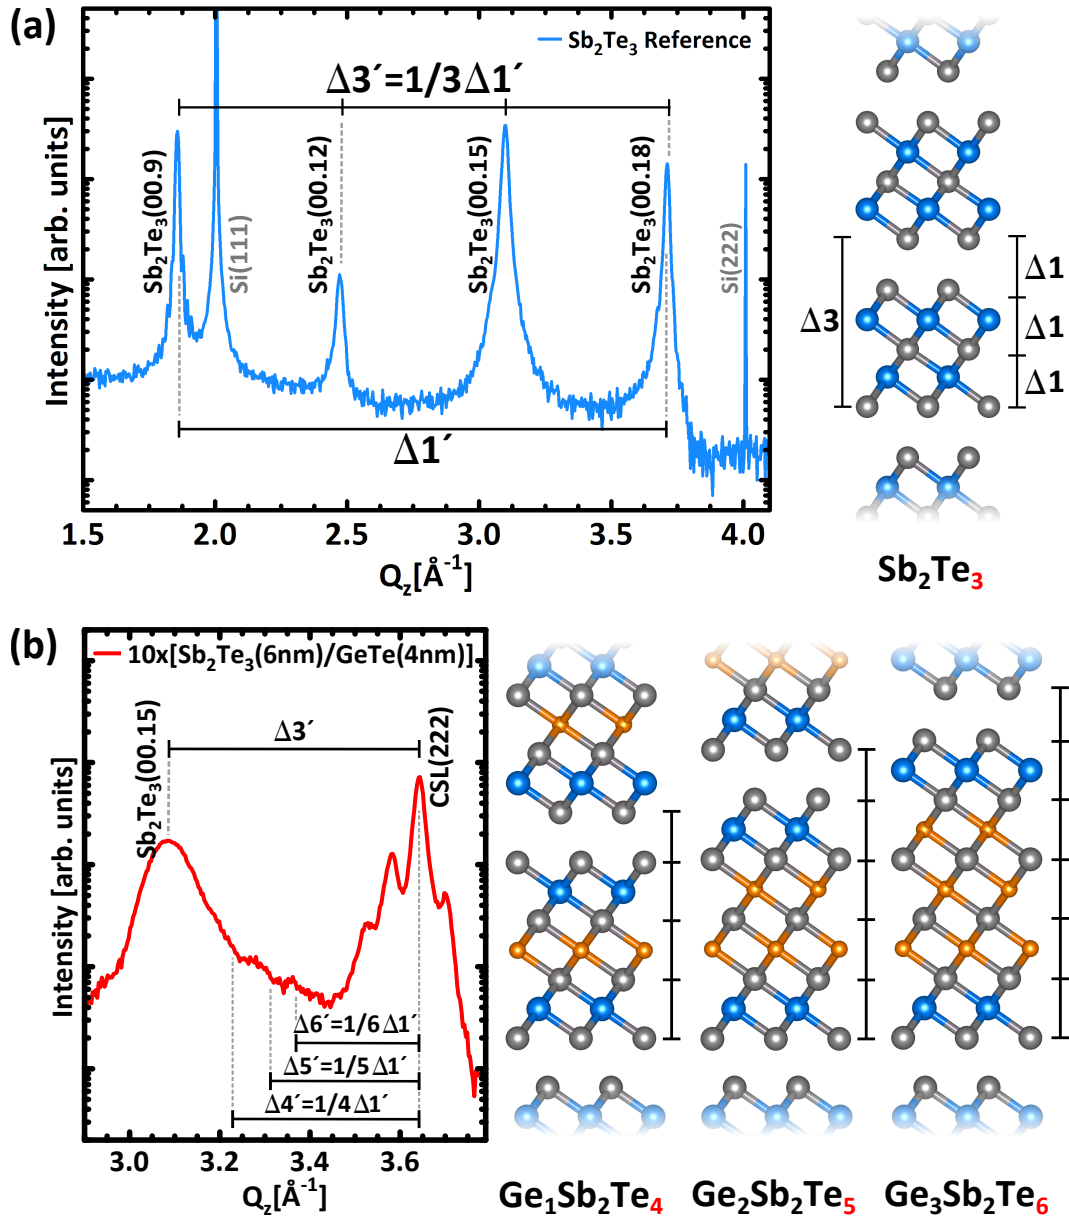 (a)
Sb₂Te₃ Reference
Δ3´=1/3Δ1´
Sb₂Te₃(00.9)
Si(111)
Sb₂Te₃(00.12)
Sb₂Te₃(00.15)
Sb₂Te₃(00.18)
Si(222)
Δ1´
Intensity [arb. units]
1.5 2.0 2.5 3.0 3.5 4.0
Q_z[Å⁻¹]
Δ3
Δ1
Δ1
Δ1
Sb₂Te₃
(b)
10x[Sb₂Te₃(6nm)/GeTe(4nm)]
Sb₂Te₃(00.15)
Δ3´
CSL(222)
Δ6´=1/6Δ1´
Δ5´=1/5Δ1´
Δ4´=1/4Δ1´
Intensity [arb. units]
3.0 3.2 3.4 3.6
Q_z[Å⁻¹]
Ge₁Sb₂Te₄ Ge₂Sb₂Te₅ Ge₃Sb₂Te₆